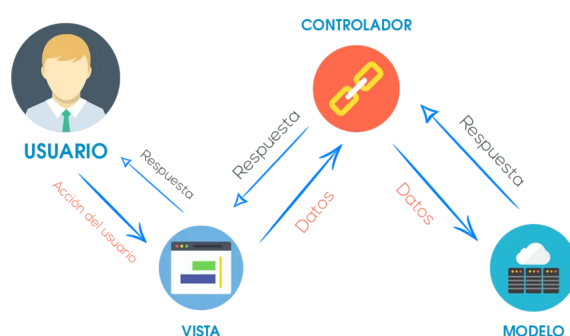 CONTROLADOR
USUARIO
Respuesta
Acción del usuario
Respuesta
Datos
Respuesta
Datos
VISTA
MODELO